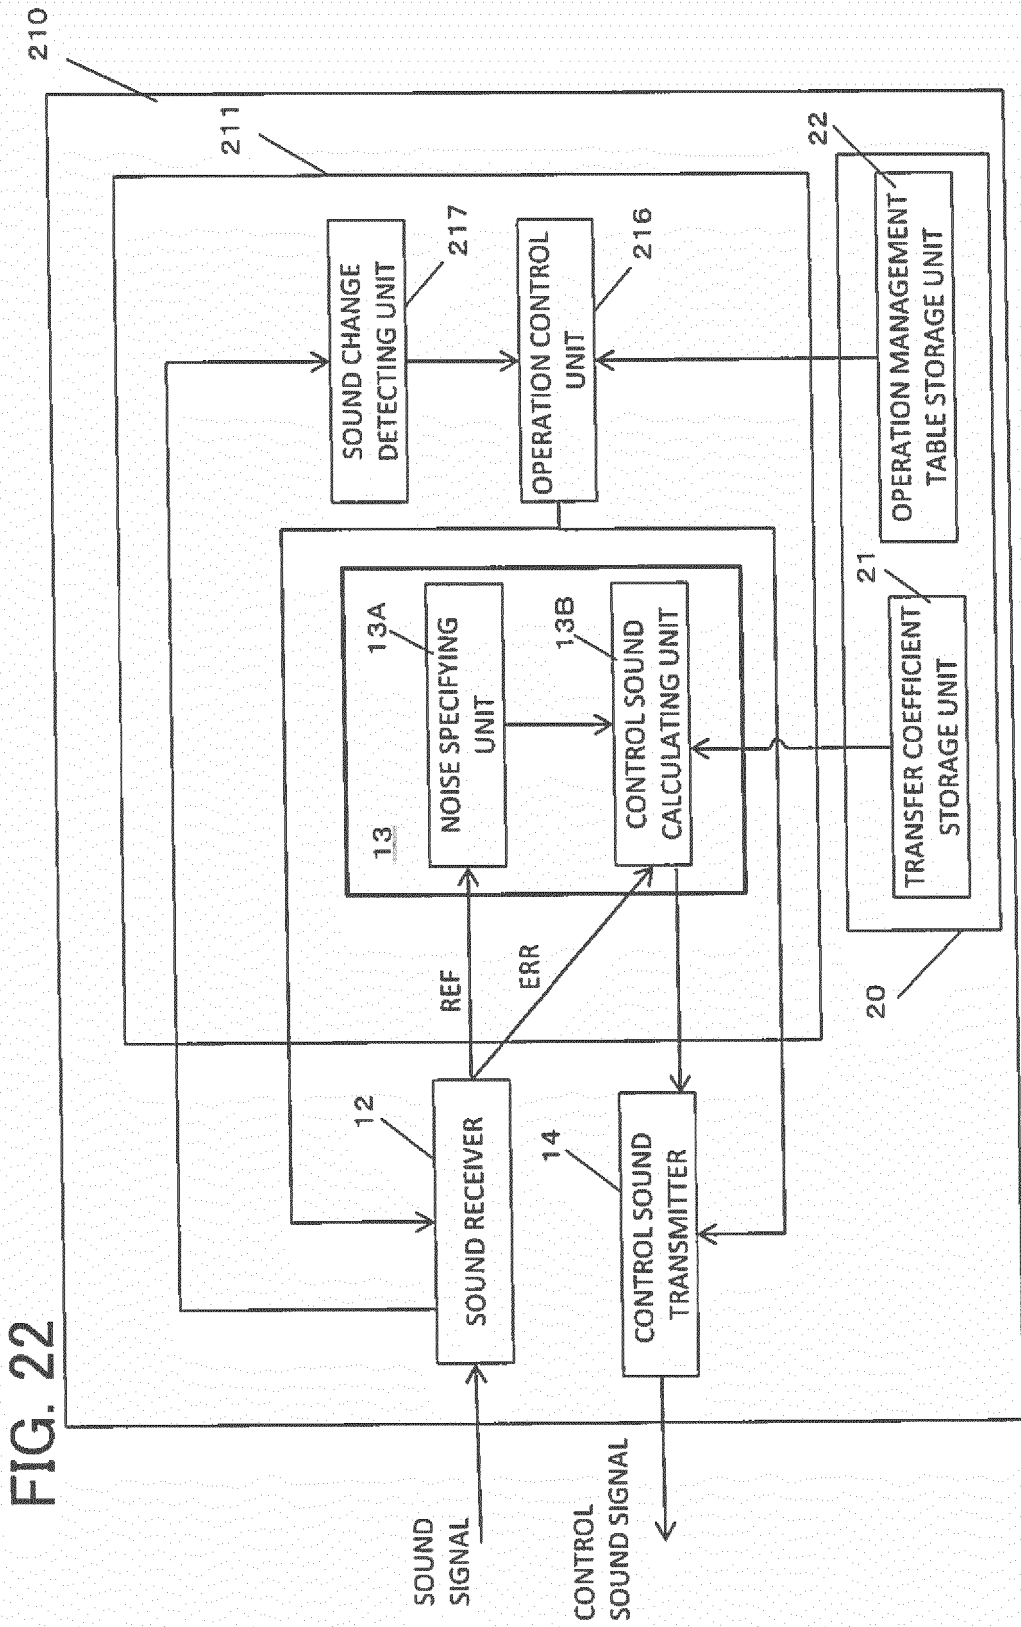 FIG. 22
210
211
SOUND CHANGE
DETECTING UNIT
217
OPERATION CONTROL
UNIT
216
13
13A
NOISE SPECIFYING
UNIT
13B
CONTROL SOUND
CALCULATING UNIT
REF
ERR
12
SOUND RECEIVER
14
CONTROL SOUND
TRANSMITTER
SOUND
SIGNAL
CONTROL
SOUND SIGNAL
20
21
TRANSFER COEFFICIENT
STORAGE UNIT
22
OPERATION MANAGEMENT
TABLE STORAGE UNIT